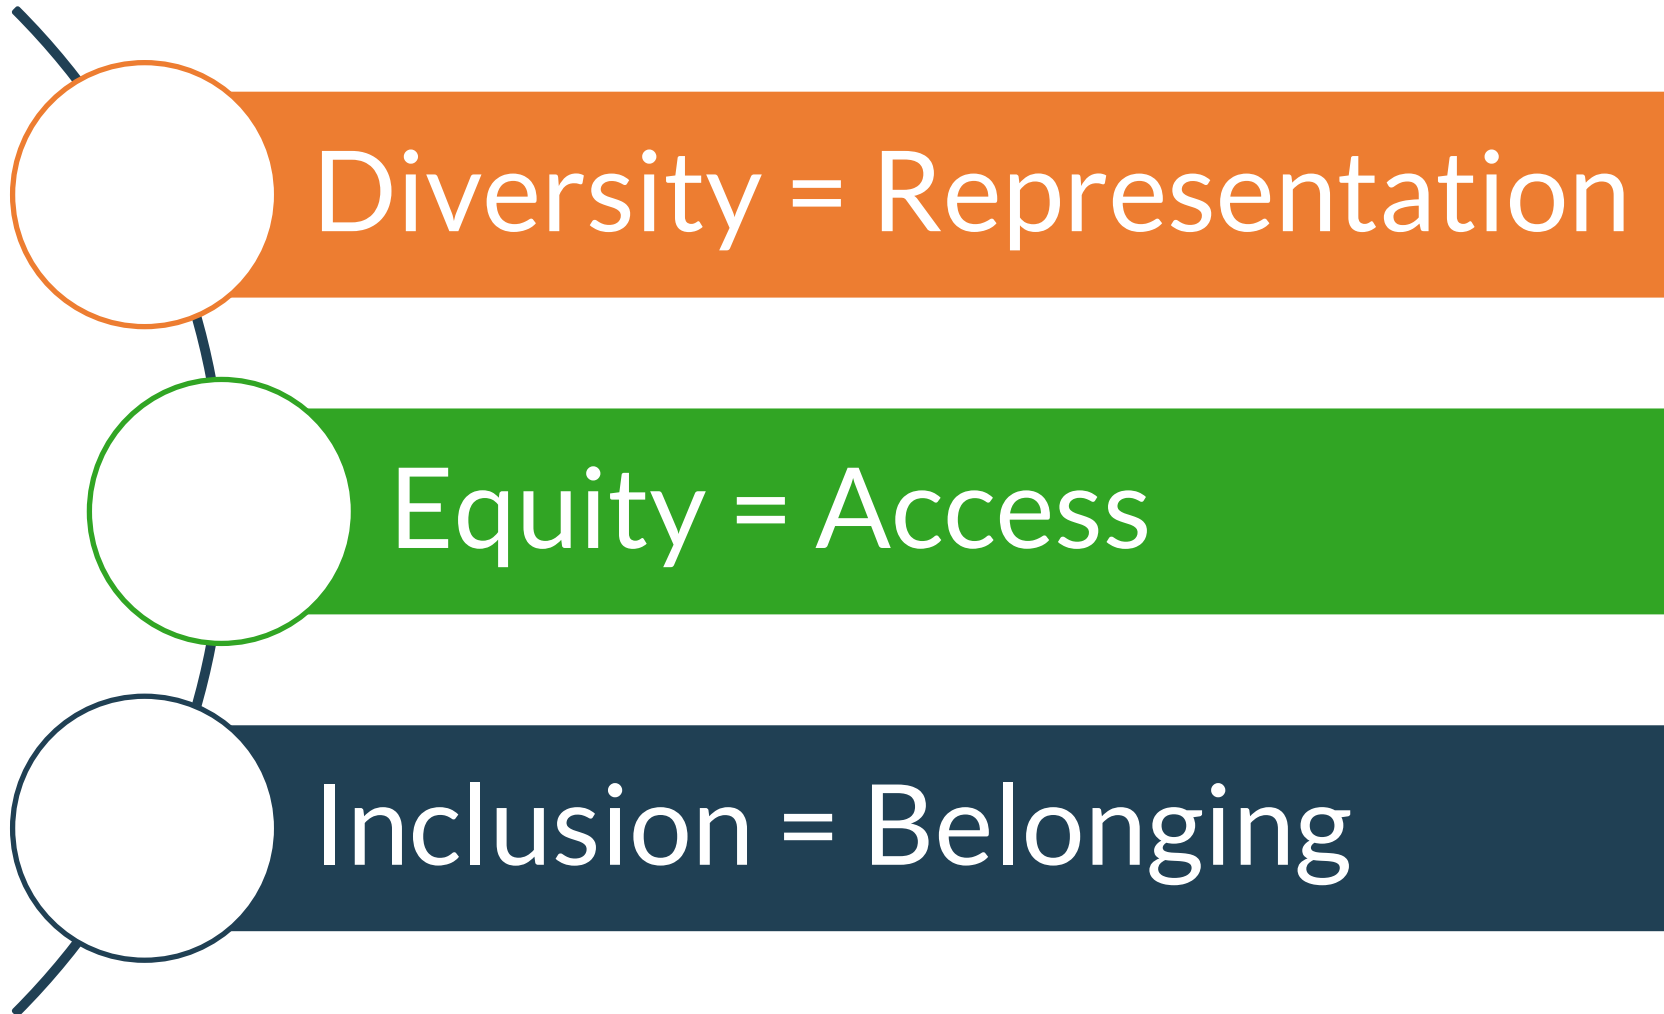 Diversity = Representation
Equity = Access
Inclusion = Belonging